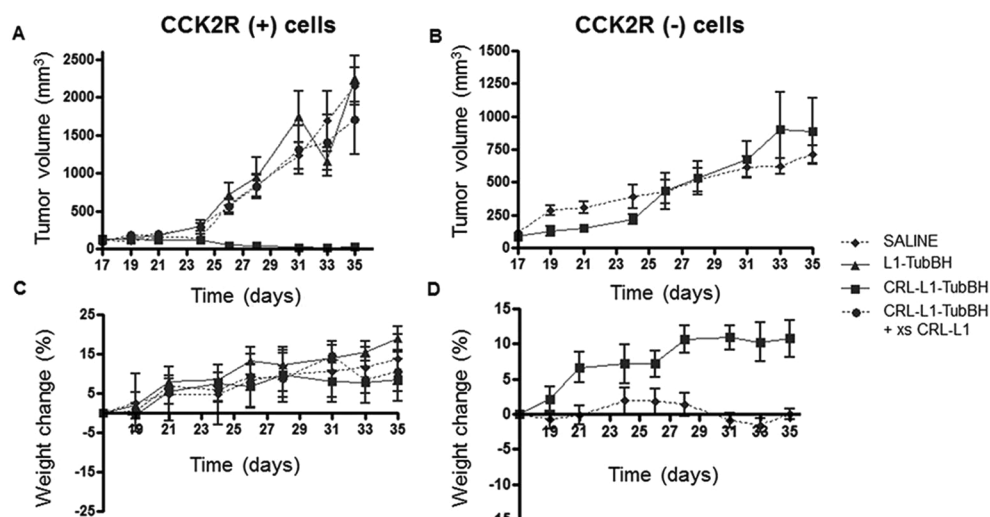 CCK2R (+) cells
CCK2R (-) cells
A
Tumor volume (mm3)
2500
2000
1500
1000
500
0
17 19 21 23 25 27 29 31 33 35
Time (days)
B
Tumor volume (mm3)
1500
1250
1000
750
500
250
0
17 19 21 23 25 27 29 31 33 35
Time (days)
SALINE
L1-TubBH
CRL-L1-TubBH
CRL-L1-TubBH
+ xs CRL-L1
C
Weight change (%)
25
15
5
-5
-15
-25
19 21 23 25 27 29 31 33 35
Time (days)
D
Weight change (%)
15
10
5
0
-5
-10
-15
19 21 23 25 27 29 31 33 35
Time (days)